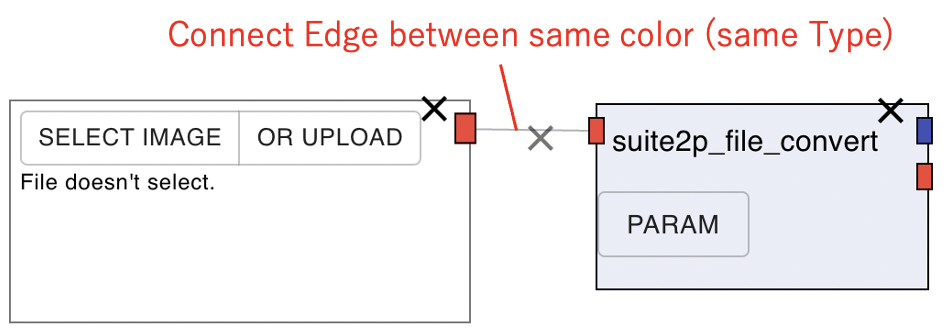 Connect Edge between same color (same Type)
SELECT IMAGE OR UPLOAD
File doesn't select.
suite2p_file_convert
PARAM